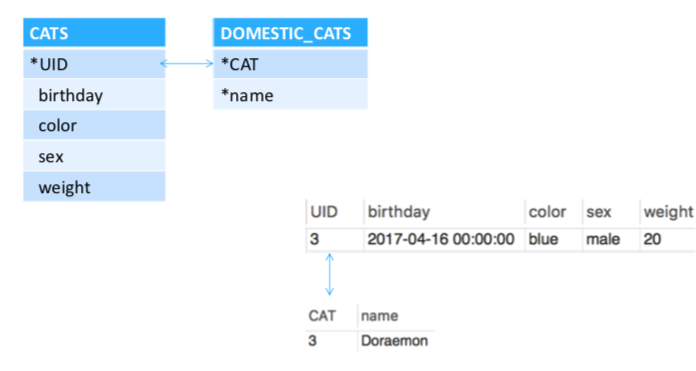 CATS
*UID
birthday
color
sex
weight
DOMESTIC_CATS
*CAT
*name
UID birthday color sex weight
3 2017-04-16 00:00:00 blue male 20
CAT name
3 Doraemon